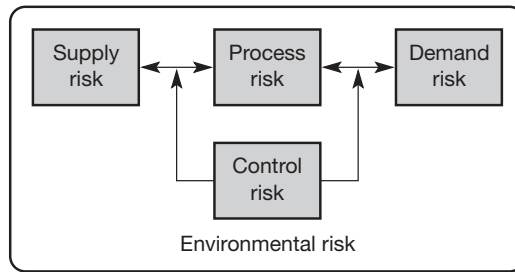 Supply
risk
Process
risk
Demand
risk
Control
risk
Environmental risk